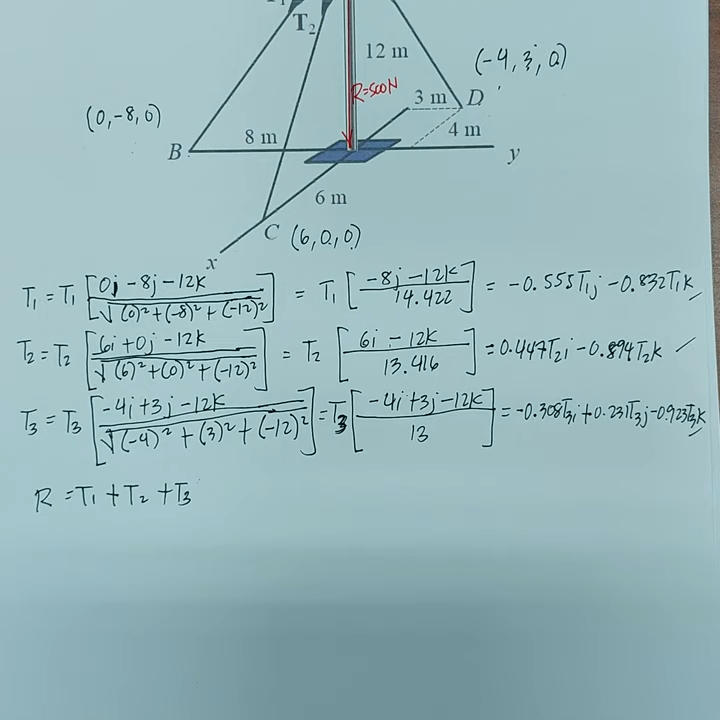 T₂
12 m
(-4, 3, 0)
R=500N
3 m D
(0,-8,0)
8 m
4 m
B
y
6 m
C (6,0,0)
x
T₁ = T₁ [0j - 8j - 12k / √(0)²+(-8)²+(-12)²] = T₁ [-8j - 12k / 14.422] = -0.555T₁j - 0.832T₁k
T₂ = T₂ [6i + 0j - 12k / √(6)²+(0)²+(-12)²] = T₂ [6i - 12k / 13.416] = 0.447T₂i - 0.894T₂k
T₃ = T₃ [-4i + 3j - 12k / √(-4)²+(3)²+(-12)²] = T₃ [-4i + 3j - 12k / 13] = -0.308T₃i + 0.231T₃j - 0.923T₃k
R = T₁ + T₂ + T₃